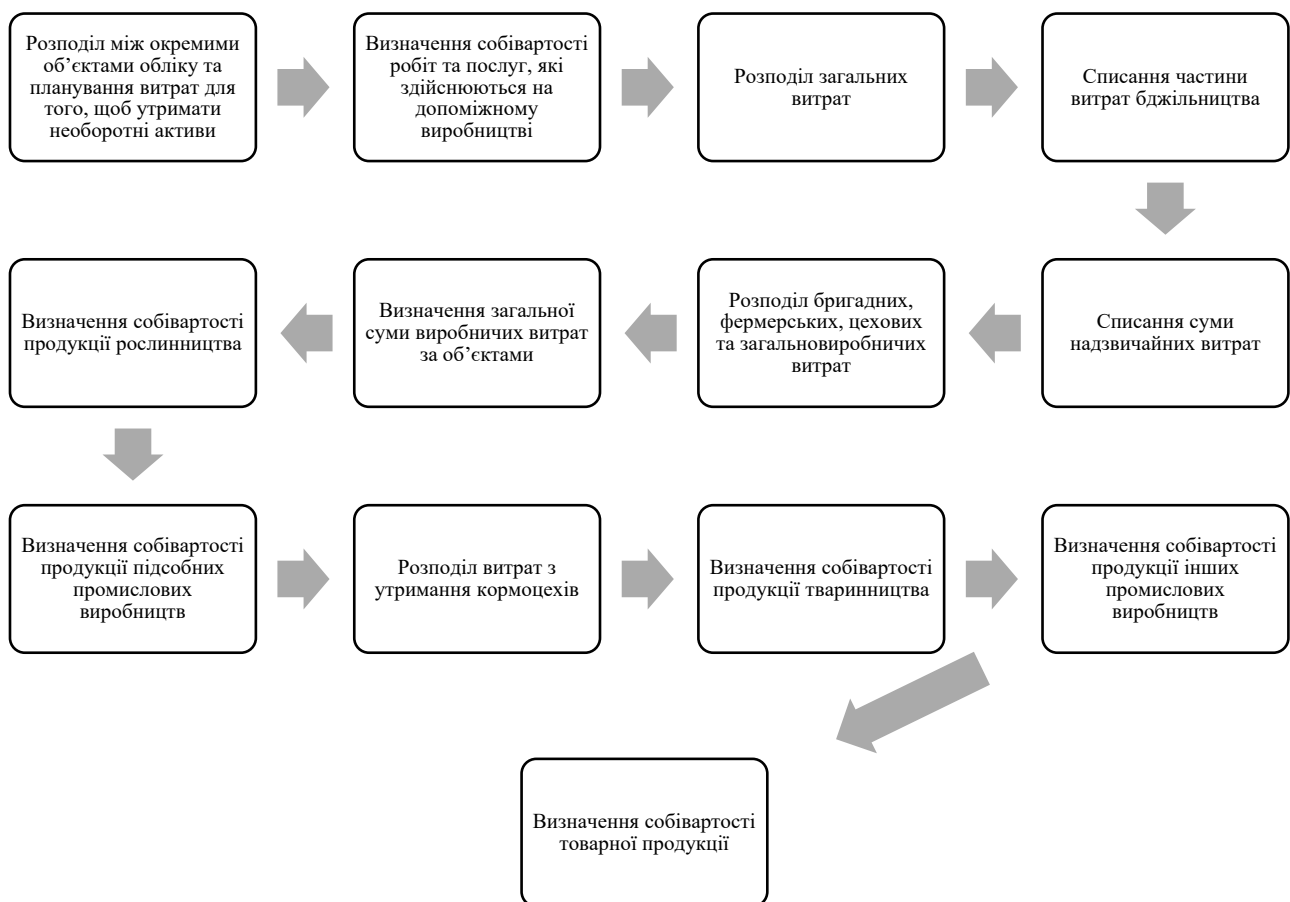 Розподіл між окремими
об’єктами обліку та
планування витрат для
того, щоб утримати
необоротні активи
Визначення собівартості
робіт та послуг, які
здійснюються на
допоміжному
виробництві
Розподіл загальних
витрат
Списання частини
витрат бджільництва
Списання суми
надзвичайних витрат
Розподіл бригадних,
фермерських, цехових
та загальновиробничих
витрат
Визначення загальної
суми виробничих витрат
за об’єктами
Визначення собівартості
продукції рослинництва
Визначення собівартості
продукції підсобних
промислових
виробництв
Розподіл витрат з
утримання кормоцехів
Визначення собівартості
продукції тваринництва
Визначення собівартості
продукції інших
промислових
виробництв
Визначення собівартості
товарної продукції